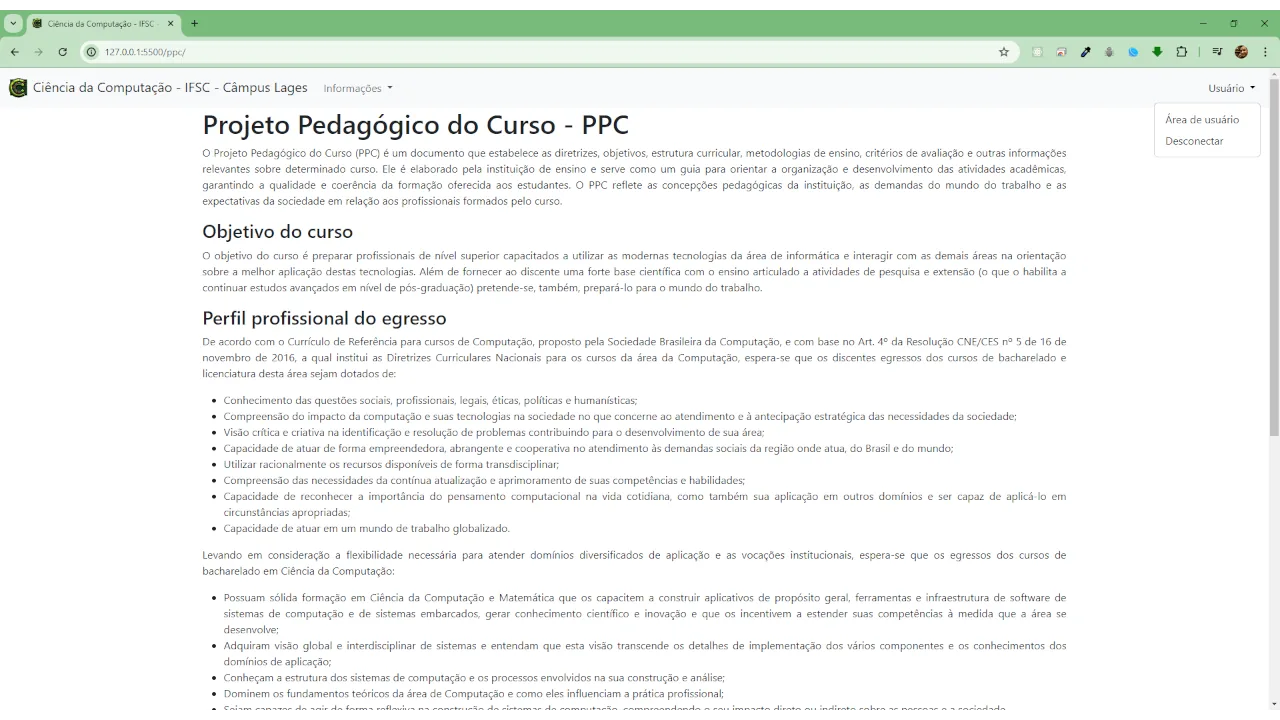 Ciência da Computação - IFSC -
127.0.0.1:5500/ppc/
Ciência da Computação - IFSC - Câmpus Lages
Informações
Usuário
Área de usuário
Desconectar
Projeto Pedagógico do Curso - PPC
O Projeto Pedagógico do Curso (PPC) é um documento que estabelece as diretrizes, objetivos, estrutura curricular, metodologias de ensino, critérios de avaliação e outras informações
relevantes sobre determinado curso. Ele é elaborado pela instituição de ensino e serve como um guia para orientar a organização e desenvolvimento das atividades acadêmicas,
garantindo a qualidade e coerência da formação oferecida aos estudantes. O PPC reflete as concepções pedagógicas da instituição, as demandas do mundo do trabalho e as
expectativas da sociedade em relação aos profissionais formados pelo curso.
Objetivo do curso
O objetivo do curso é preparar profissionais de nível superior capacitados a utilizar as modernas tecnologias da área de informática e interagir com as demais áreas na orientação
sobre a melhor aplicação destas tecnologias. Além de fornecer ao discente uma forte base científica com o ensino articulado a atividades de pesquisa e extensão (o que o habilita a
continuar estudos avançados em nível de pós-graduação) pretende-se, também, prepará-lo para o mundo do trabalho.
Perfil profissional do egresso
De acordo com o Currículo de Referência para cursos de Computação, proposto pela Sociedade Brasileira da Computação, e com base no Art. 4º da Resolução CNE/CES nº 5 de 16 de
novembro de 2016, a qual institui as Diretrizes Curriculares Nacionais para os cursos da área da Computação, espera-se que os discentes egressos dos cursos de bacharelado e
licenciatura desta área sejam dotados de:
• Conhecimento das questões sociais, profissionais, legais, éticas, políticas e humanísticas;
• Compreensão do impacto da computação e suas tecnologias na sociedade no que concerne ao atendimento e à antecipação estratégica das necessidades da sociedade;
• Visão crítica e criativa na identificação e resolução de problemas contribuindo para o desenvolvimento de sua área;
• Capacidade de atuar de forma empreendedora, abrangente e cooperativa no atendimento às demandas sociais da região onde atua, do Brasil e do mundo;
• Utilizar racionalmente os recursos disponíveis de forma transdisciplinar;
• Compreensão das necessidades da contínua atualização e aprimoramento de suas competências e habilidades;
• Capacidade de reconhecer a importância do pensamento computacional na vida cotidiana, como também sua aplicação em outros domínios e ser capaz de aplicá-lo em
circunstâncias apropriadas;
• Capacidade de atuar em um mundo de trabalho globalizado.
Levando em consideração a flexibilidade necessária para atender domínios diversificados de aplicação e as vocações institucionais, espera-se que os egressos dos cursos de
bacharelado em Ciência da Computação:
• Possuam sólida formação em Ciência da Computação e Matemática que os capacitem a construir aplicativos de propósito geral, ferramentas e infraestrutura de software de
sistemas de computação e de sistemas embarcados, gerar conhecimento científico e inovação e que os incentivem a estender suas competências à medida que a área se
desenvolve;
• Adquiram visão global e interdisciplinar de sistemas e entendam que esta visão transcende os detalhes de implementação dos vários componentes e os conhecimentos dos
domínios de aplicação;
• Conheçam a estrutura dos sistemas de computação e os processos envolvidos na sua construção e análise;
• Dominem os fundamentos teóricos da área de Computação e como eles influenciam a prática profissional;
• Sejam capazes de agir de forma reflexiva na construção de sistemas de computação, compreendendo o seu impacto direto ou indireto sobre as pessoas e a sociedade